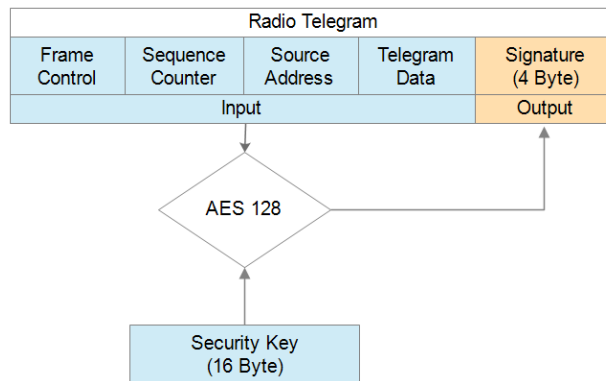 Radio Telegram
Frame Control
Sequence Counter
Source Address
Telegram Data
Signature (4 Byte)
Input
Output
AES 128
Security Key
(16 Byte)